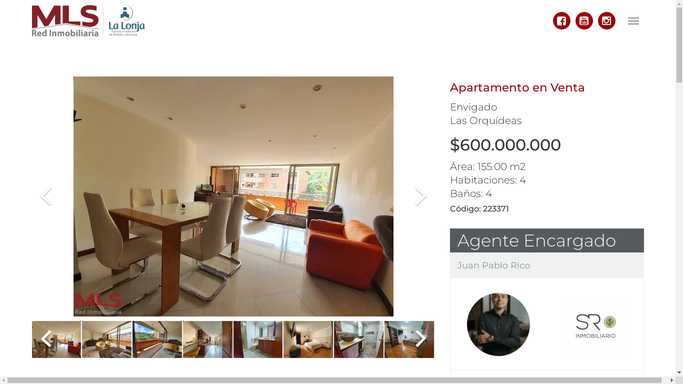 MLS
Red Inmobiliaria
La Lonja
Apartamento en Venta
Envigado
Las Orquídeas
$600.000.000
Área: 155.00 m2
Habitaciones: 4
Baños: 4
Código: 223371
MLS
Red Inmobiliaria
Agente Encargado
Juan Pablo Rico
SR
INMOBILIARIO